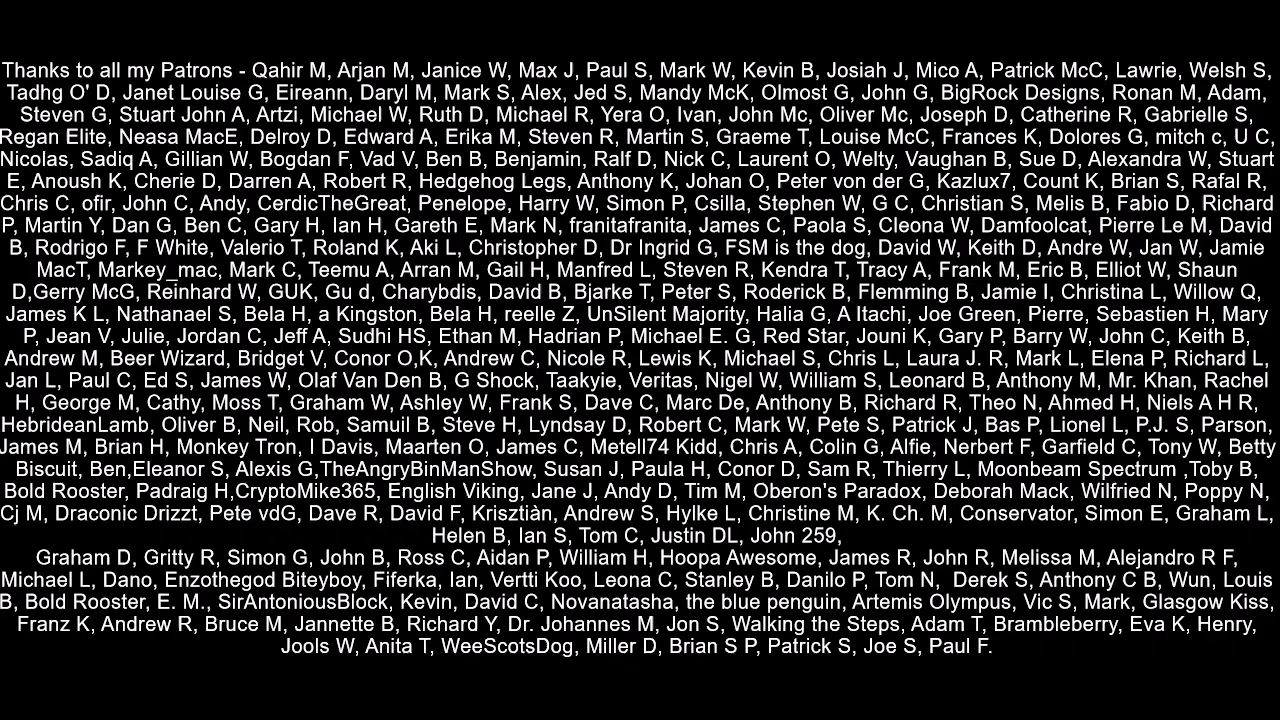 Thanks to all my Patrons - Qahir M, Arjan M, Janice W, Max J, Paul S, Mark W, Kevin B, Josiah J, Mico A, Patrick McC, Lawrie, Welsh S,
Tadhg O' D, Janet Louise G, Eireann, Daryl M, Mark S, Alex, Jed S, Mandy McK, Olmost G, John G, BigRock Designs, Ronan M, Adam,
Steven G, Stuart John A, Artzi, Michael W, Ruth D, Michael R, Yera O, Ivan, John Mc, Oliver Mc, Joseph D, Catherine R, Gabrielle S,
Regan Elite, Neasa MacE, Delroy D, Edward A, Erika M, Steven R, Martin S, Graeme T, Louise McC, Frances K, Dolores G, mitch c, U C,
Nicolas, Sadiq A, Gillian W, Bogdan F, Vad V, Ben B, Benjamin, Ralf D, Nick C, Laurent O, Welty, Vaughan B, Sue D, Alexandra W, Stuart
E, Anoush K, Cherie D, Darren A, Robert R, Hedgehog Legs, Anthony K, Johan O, Peter von der G, Kazlux7, Count K, Brian S, Rafal R,
Chris C, ofir, John C, Andy, CerdicTheGreat, Penelope, Harry W, Simon P, Csilla, Stephen W, G C, Christian S, Melis B, Fabio D, Richard
P, Martin Y, Dan G, Ben C, Gary H, Ian H, Gareth E, Mark N, franitafranita, James C, Paola S, Cleona W, Damfoolcat, Pierre Le M, David
B, Rodrigo F, F White, Valerio T, Roland K, Aki L, Christopher D, Dr Ingrid G, FSM is the dog, David W, Keith D, Andre W, Jan W, Jamie
MacT, Markey_mac, Mark C, Teemu A, Arran M, Gail H, Manfred L, Steven R, Kendra T, Tracy A, Frank M, Eric B, Elliot W, Shaun
D,Gerry McG, Reinhard W, GUK, Gu d, Charybdis, David B, Bjarke T, Peter S, Roderick B, Flemming B, Jamie I, Christina L, Willow Q,
James K L, Nathanael S, Bela H, a Kingston, Bela H, reelle Z, UnSilent Majority, Halia G, A Itachi, Joe Green, Pierre, Sebastien H, Mary
P, Jean V, Julie, Jordan C, Jeff A, Sudhi HS, Ethan M, Hadrian P, Michael E. G, Red Star, Jouni K, Gary P, Barry W, John C, Keith B,
Andrew M, Beer Wizard, Bridget V, Conor O,K, Andrew C, Nicole R, Lewis K, Michael S, Chris L, Laura J. R, Mark L, Elena P, Richard L,
Jan L, Paul C, Ed S, James W, Olaf Van Den B, G Shock, Taakyie, Veritas, Nigel W, William S, Leonard B, Anthony M, Mr. Khan, Rachel
H, George M, Cathy, Moss T, Graham W, Ashley W, Frank S, Dave C, Marc De, Anthony B, Richard R, Theo N, Ahmed H, Niels A H R,
HebrideanLamb, Oliver B, Neil, Rob, Samuil B, Steve H, Lyndsay D, Robert C, Mark W, Pete S, Patrick J, Bas P, Lionel L, P.J. S, Parson,
James M, Brian H, Monkey Tron, I Davis, Maarten O, James C, Metell74 Kidd, Chris A, Colin G, Alfie, Nerbert F, Garfield C, Tony W, Betty
Biscuit, Ben,Eleanor S, Alexis G,TheAngryBinManShow, Susan J, Paula H, Conor D, Sam R, Thierry L, Moonbeam Spectrum ,Toby B,
Bold Rooster, Padraig H,CryptoMike365, English Viking, Jane J, Andy D, Tim M, Oberon's Paradox, Deborah Mack, Wilfried N, Poppy N,
Cj M, Draconic Drizzt, Pete vdG, Dave R, David F, Krisztiàn, Andrew S, Hylke L, Christine M, K. Ch. M, Conservator, Simon E, Graham L,
Helen B, Ian S, Tom C, Justin DL, John 259,
Graham D, Gritty R, Simon G, John B, Ross C, Aidan P, William H, Hoopa Awesome, James R, John R, Melissa M, Alejandro R F,
Michael L, Dano, Enzothegod Biteyboy, Fiferka, Ian, Vertti Koo, Leona C, Stanley B, Danilo P, Tom N,  Derek S, Anthony C B, Wun, Louis
B, Bold Rooster, E. M., SirAntoniousBlock, Kevin, David C, Novanatasha, the blue penguin, Artemis Olympus, Vic S, Mark, Glasgow Kiss,
Franz K, Andrew R, Bruce M, Jannette B, Richard Y, Dr. Johannes M, Jon S, Walking the Steps, Adam T, Brambleberry, Eva K, Henry,
Jools W, Anita T, WeeScotsDog, Miller D, Brian S P, Patrick S, Joe S, Paul F.